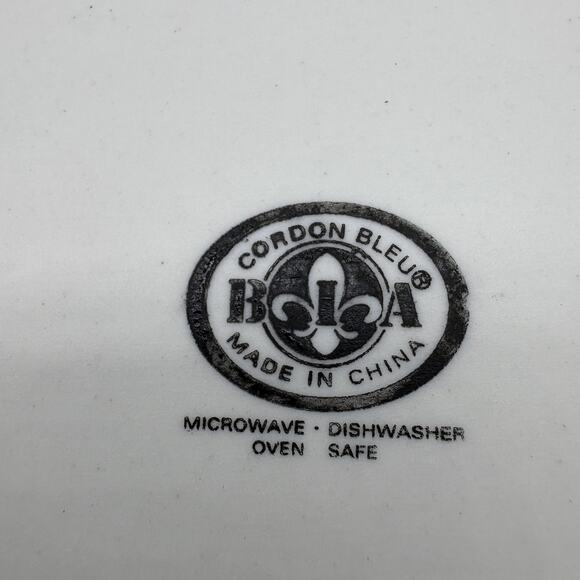 CORDON BLEU®
BIA
MADE IN CHINA
MICROWAVE · DISHWASHER
OVEN SAFE